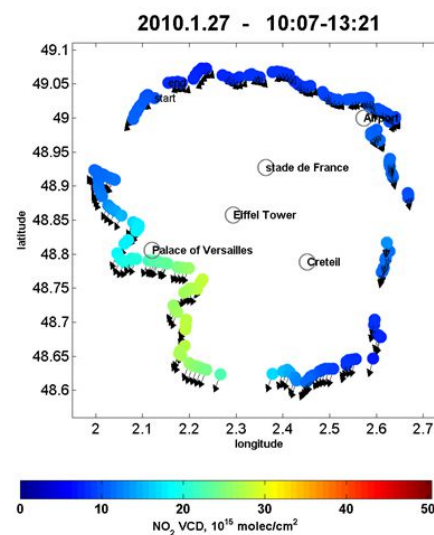 2010.1.27 - 10:07-13:21
49.1
49.05
49
48.95
48.9
48.85
48.8
48.75
48.7
48.65
48.6
latitude
start
Airport
stade de France
Eiffel Tower
Palace of Versailles
Creteil
2 2.1 2.2 2.3 2.4 2.5 2.6 2.7
longitude
0 10 20 30 40 50
NO2 VCD, 10^15 molec/cm^2